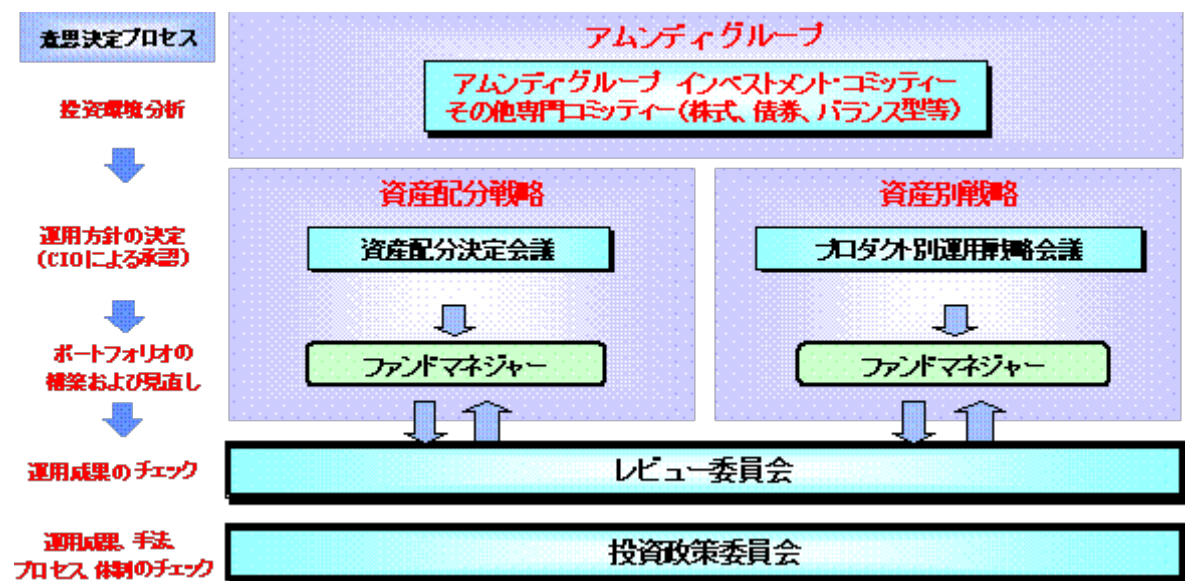 意思決定プロセス
アムンディグループ
アムンディグループ インベストメント・コミッティー
その他専門コミッティー(株式、債券、バランス型等)
投資環境分析
資産配分戦略
資産別戦略
運用方針の決定
(CIOによる承認)
資産配分決定会議
プロダクト別運用戦略会議
ポートフォリオの
構築および見直し
ファンドマネジャー
ファンドマネジャー
運用成果のチェック
レビュー委員会
運用成果、手法、
プロセス、体制のチェック
投資政策委員会